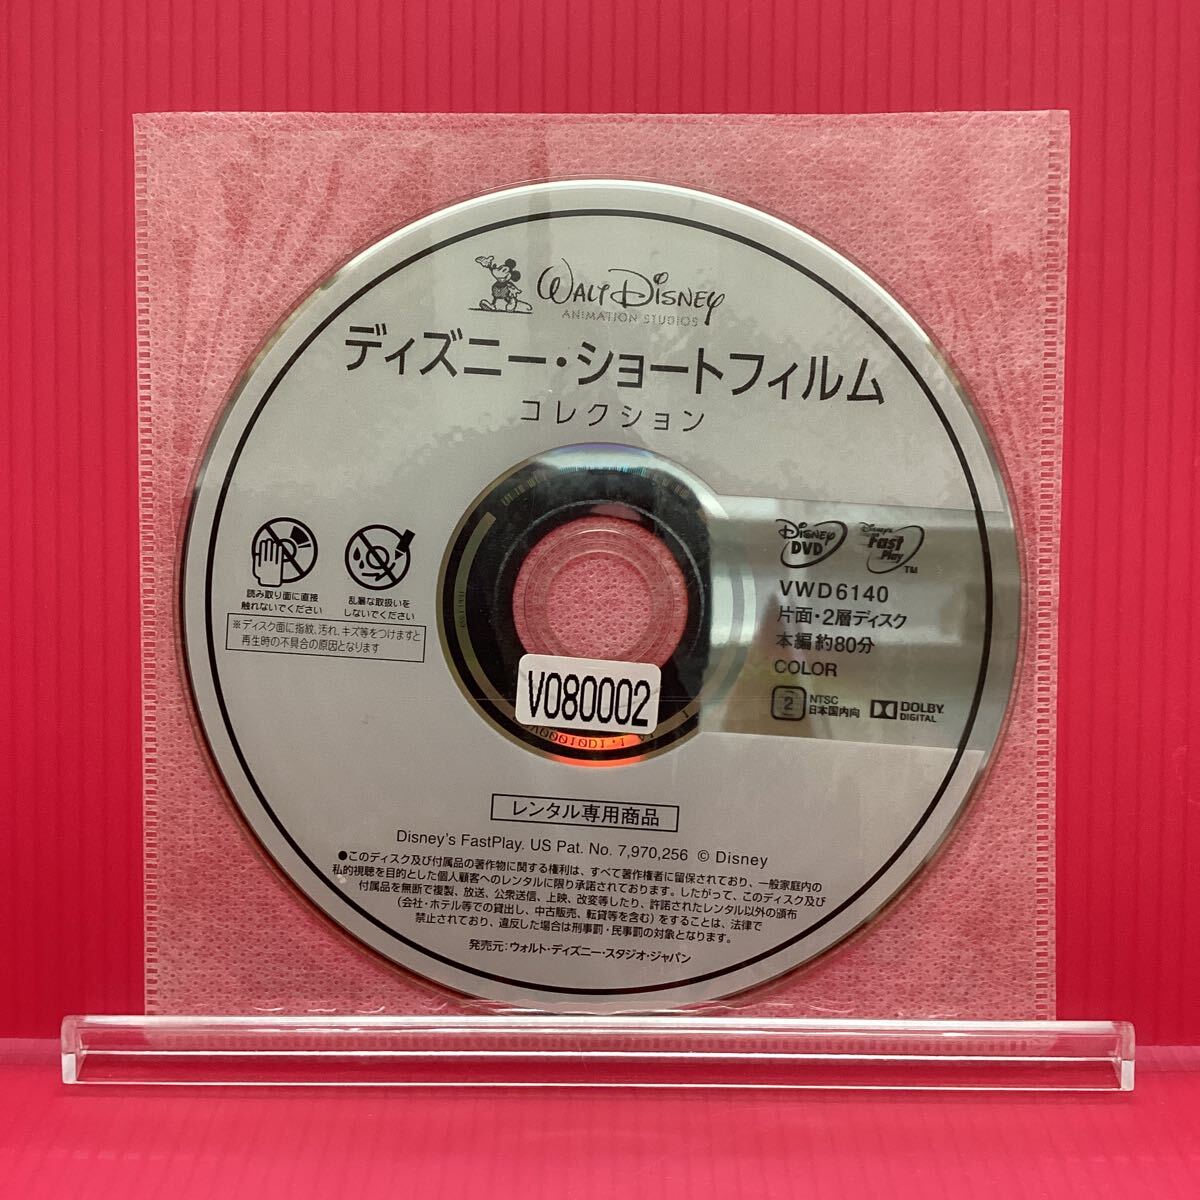 WALT DISNEY
ANIMATION STUDIOS
ディズニー・ショートフィルム
コレクション
読み取り面に直接
触れないでください
乱暴な取扱いを
しないでください
※ディスク面に指紋、汚れ、キズ等をつけますと
再生時の不具合の原因となります
DISNEY
DVD
Disney's
Fast
Play
TM
VWD6140
片面・2層ディスク
本編約80分
COLOR
2
NTSC
日本国内向
DOLBY
DIGITAL
V080002
レンタル専用商品
Disney's FastPlay. US Pat. No. 7,970,256 © Disney
●このディスク及び付属品の著作物に関する権利は、すべて著作権者に留保されており、一般家庭内の
私的視聴を目的とした個人顧客へのレンタルに限り承諾されております。したがって、このディスク及び
付属品を無断で複製、放送、公衆送信、上映、改変等したり、許諾されたレンタル以外の頒布
(会社・ホテル等での貸出し、中古販売、転貸等を含む)をすることは、法律で
禁止されており、違反した場合は刑事罰・民事罰の対象となります。
発売元:ウォルト・ディズニー・スタジオ・ジャパン